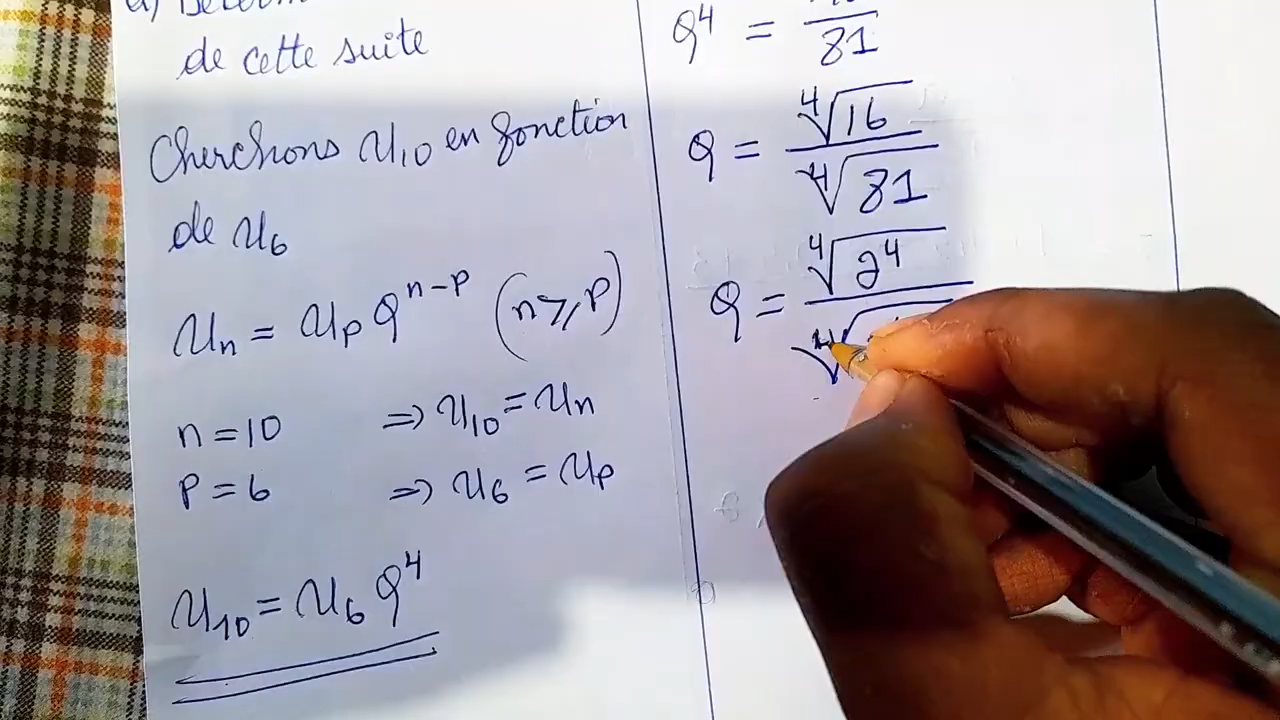 de cette suite
Cherchons U₁₀ en fonction
de U₆
Uₙ = Uₚ Q^{n-p} (n ⩾ p)
n = 10 ⇒ U₁₀ = Uₙ
P = 6 ⇒ U₆ = Uₚ
U₁₀ = U₆ Q⁴
Q⁴ = /81
Q = ⁴√16 / ⁴√81
Q = ⁴√2⁴ / ⁴√